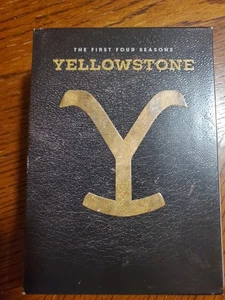 THE FIRST FOUR SEASONS
YELLOWSTONE
Y